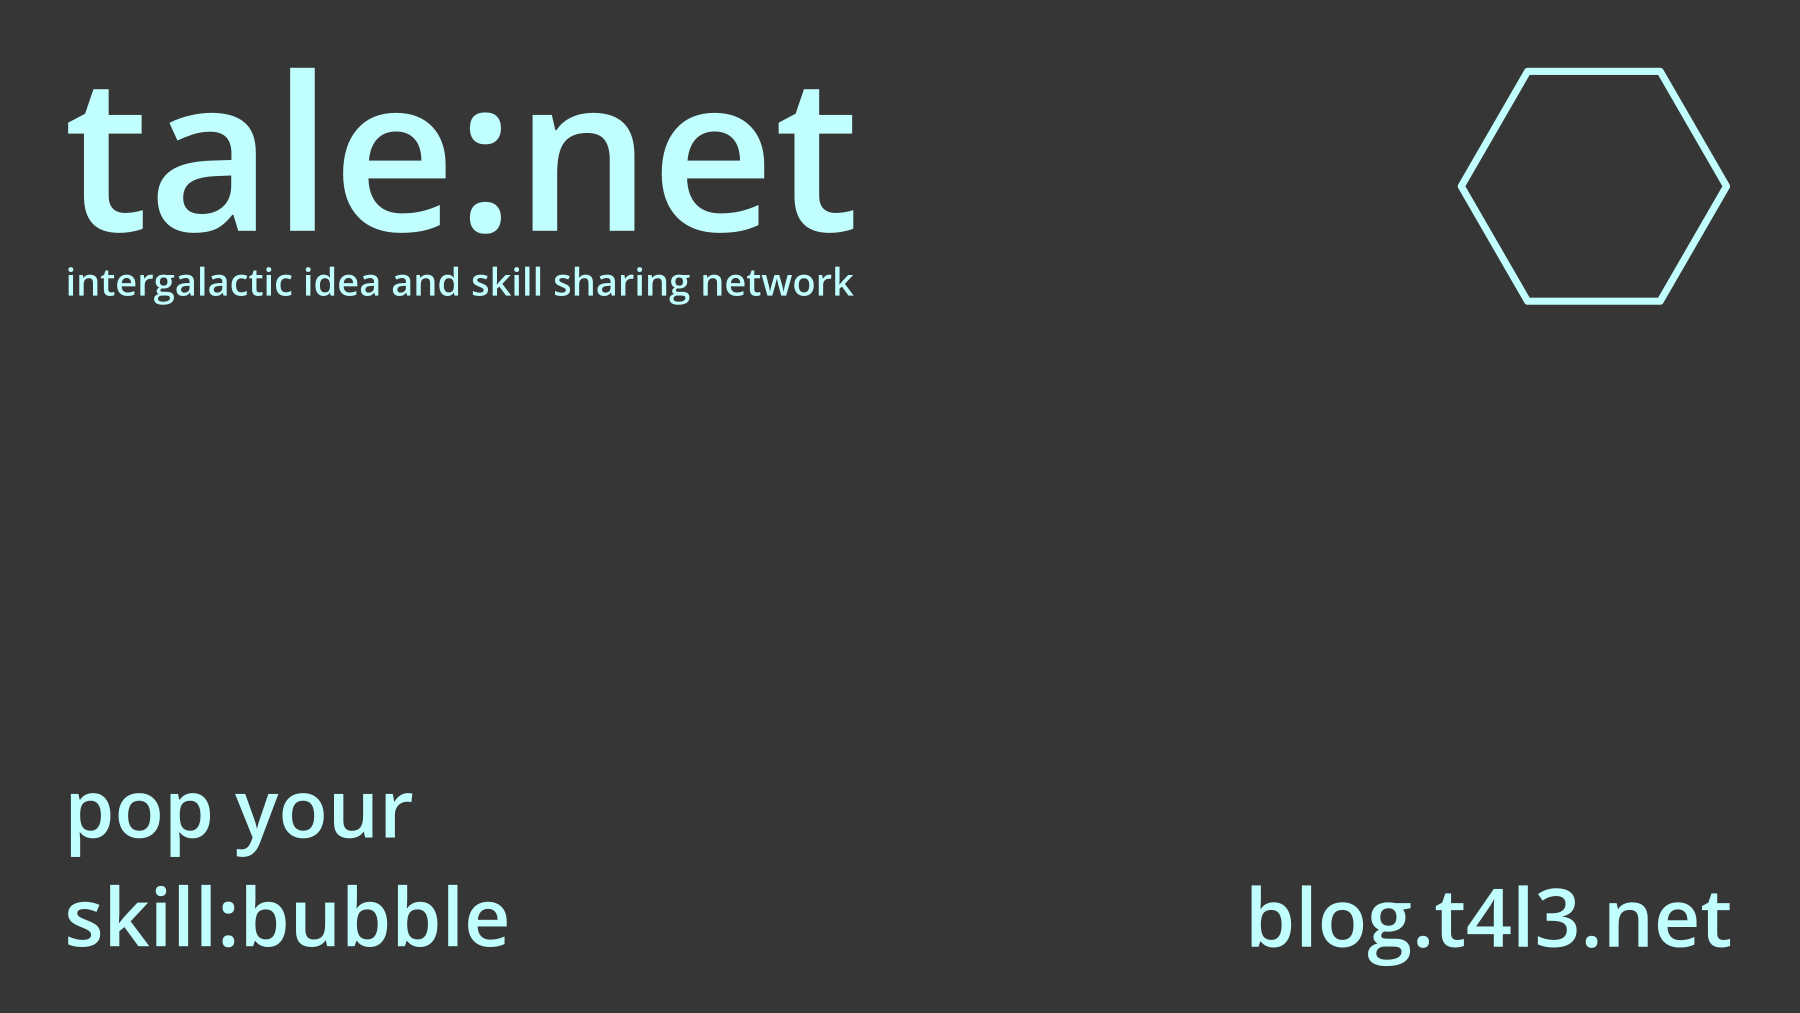 tale:net
intergalactic idea and skill sharing network
pop your
skill:bubble
blog.t4l3.net